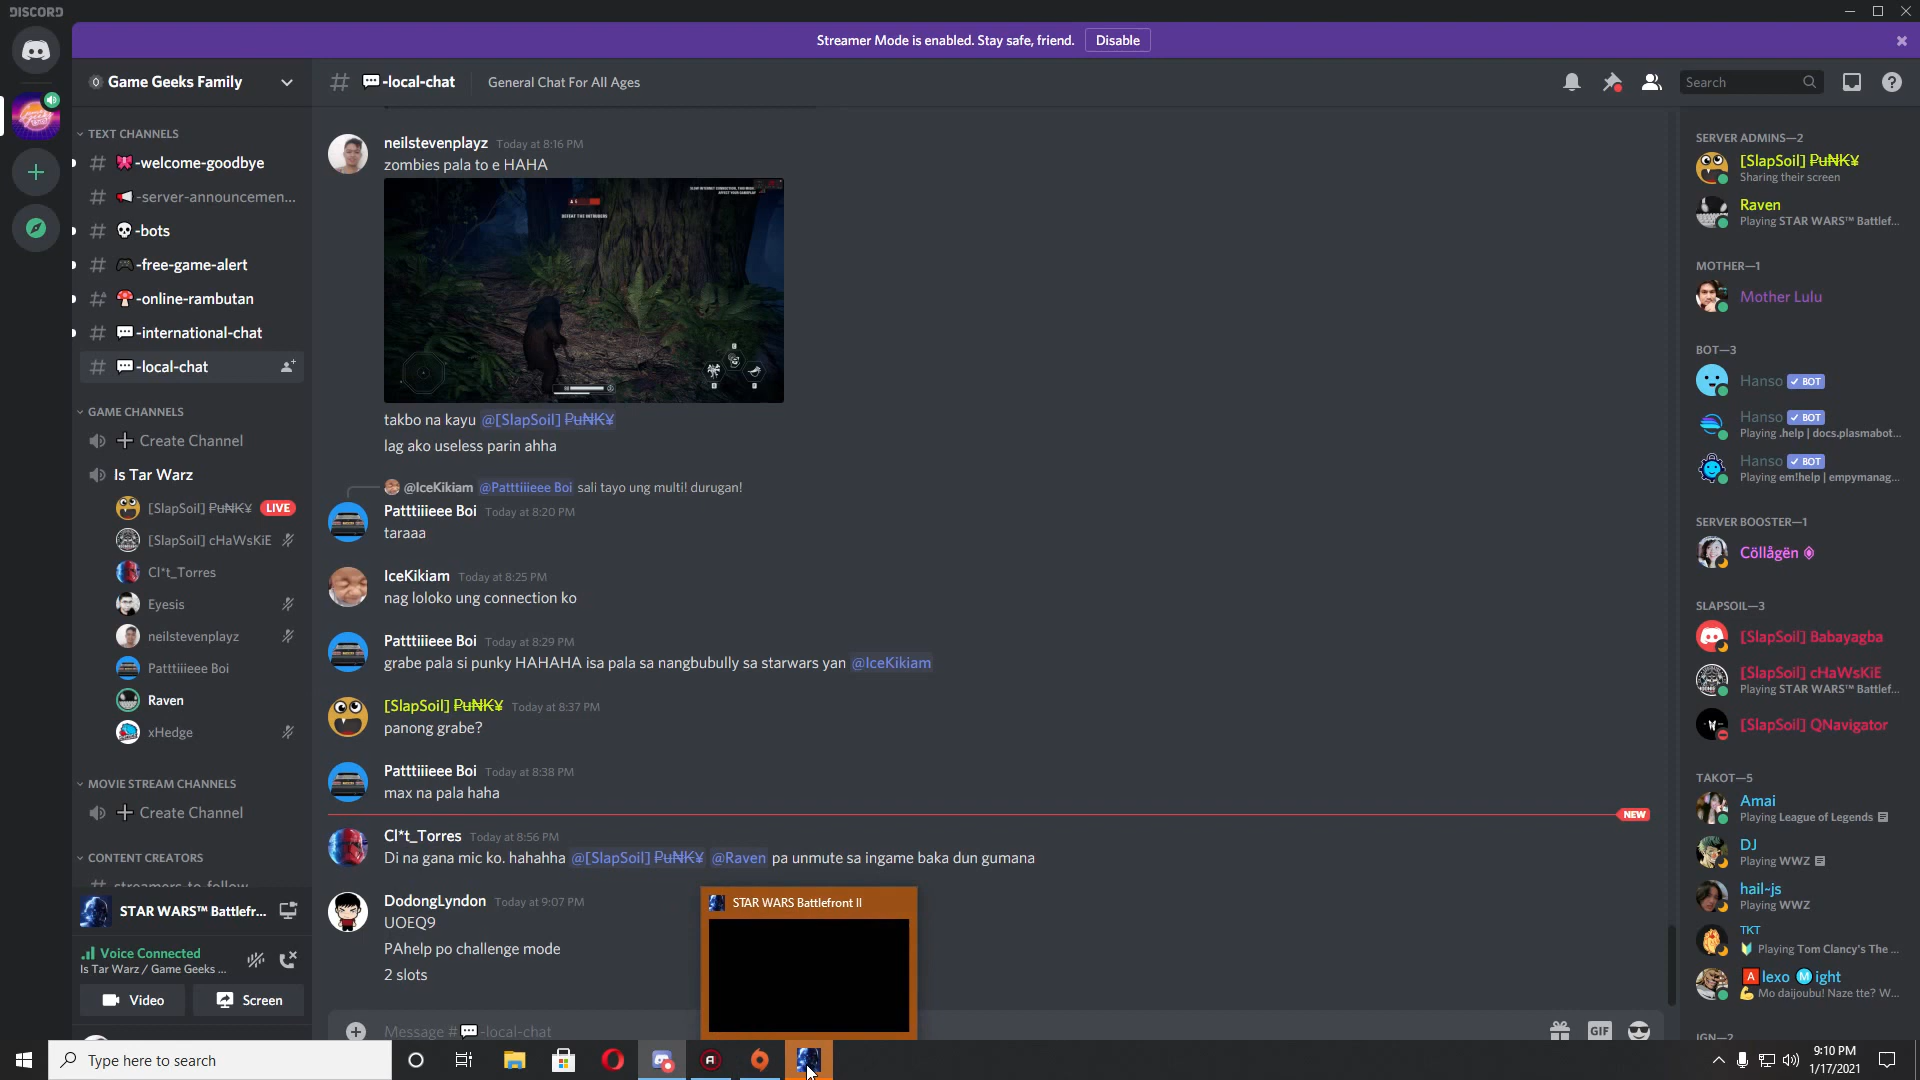 DISCORD
Streamer Mode is enabled. Stay safe, friend. Disable
Game Geeks Family
-local-chat General Chat For All Ages
Search
TEXT CHANNELS
-welcome-goodbye
-server-announcemen...
-bots
-free-game-alert
-online-rambutan
-international-chat
-local-chat
GAME CHANNELS
Create Channel
Is Tar Warz
[SlapSoil] P̶u̶₦̶K̶¥̶ LIVE
[SlapSoil] cHaWsKiE
Cl*t_Torres
Eyesis
neilstevenplayz
Patttiiieee Boi
Raven
xHedge
MOVIE STREAM CHANNELS
Create Channel
CONTENT CREATORS
streamers-to-follow
STAR WARS™ Battlefr...
Voice Connected
Is Tar Warz / Game Geeks ...
Video Screen
neilstevenplayz Today at 8:16 PM
zombies pala to e HAHA
DEFEAT THE INTRUDERS
takbo na kayu @[SlapSoil] P̶u̶₦̶K̶¥̶
lag ako useless parin ahha
@IceKikiam @Patttiiieee Boi sali tayo ung multi! durugan!
Patttiiieee Boi Today at 8:20 PM
taraaa
IceKikiam Today at 8:25 PM
nag loloko ung connection ko
Patttiiieee Boi Today at 8:29 PM
grabe pala si punky HAHAHA isa pala sa nangbubully sa starwars yan @IceKikiam
[SlapSoil] P̶u̶₦̶K̶¥̶ Today at 8:37 PM
panong grabe?
Patttiiieee Boi Today at 8:38 PM
max na pala haha
NEW
Cl*t_Torres Today at 8:56 PM
Di na gana mic ko. hahahha @[SlapSoil] P̶u̶₦̶K̶¥̶ @Raven pa unmute sa ingame baka dun gumana
DodongLyndon Today at 9:07 PM
UOEQ9
PAhelp po challenge mode
2 slots
STAR WARS Battlefront II
Message #💬-local-chat
GIF
SERVER ADMINS—2
[SlapSoil] P̶u̶₦̶K̶¥̶
Sharing their screen
Raven
Playing STAR WARS™ Battlef...
MOTHER—1
Mother Lulu
BOT—3
Hanso ✓ BOT
Hanso ✓ BOT
Playing .help | docs.plasmabot...
Hanso ✓ BOT
Playing em!help | empymanag...
SERVER BOOSTER—1
Cöllågën
SLAPSOIL—3
[SlapSoil] Babayagba
[SlapSoil] cHaWsKiE
Playing STAR WARS™ Battlef...
[SlapSoil] QNavigator
TAKOT—5
Amai
Playing League of Legends
DJ
Playing WWZ
hail~js
Playing WWZ
TKT
Playing Tom Clancy's The ...
🅰lexo Ⓜight
Mo daijoubu! Naze tte? W...
IGN—2
Type here to search
9:10 PM
1/17/2021